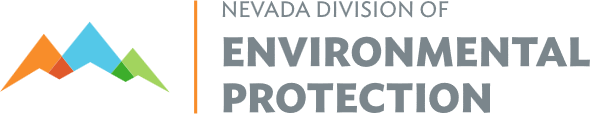 NEVADA DIVISION OF
ENVIRONMENTAL
PROTECTION